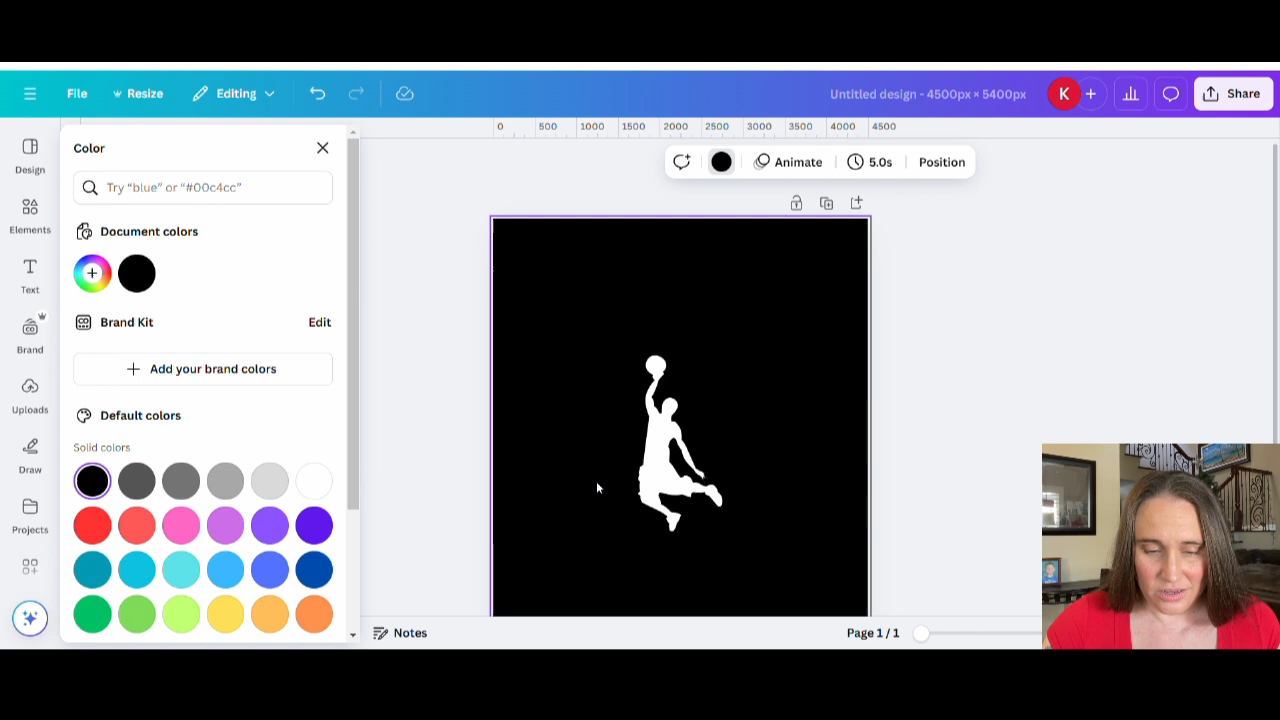 File Resize Editing Untitled design - 4500px × 5400px K Share
0 500 1000 1500 2000 2500 3000 3500 4000 4500
Design
Elements
Text
Brand
Uploads
Draw
Projects
Color
Try “blue” or “#00c4cc”
Document colors
Brand Kit Edit
Add your brand colors
Default colors
Solid colors
Animate 5.0s Position
Notes Page 1 / 1